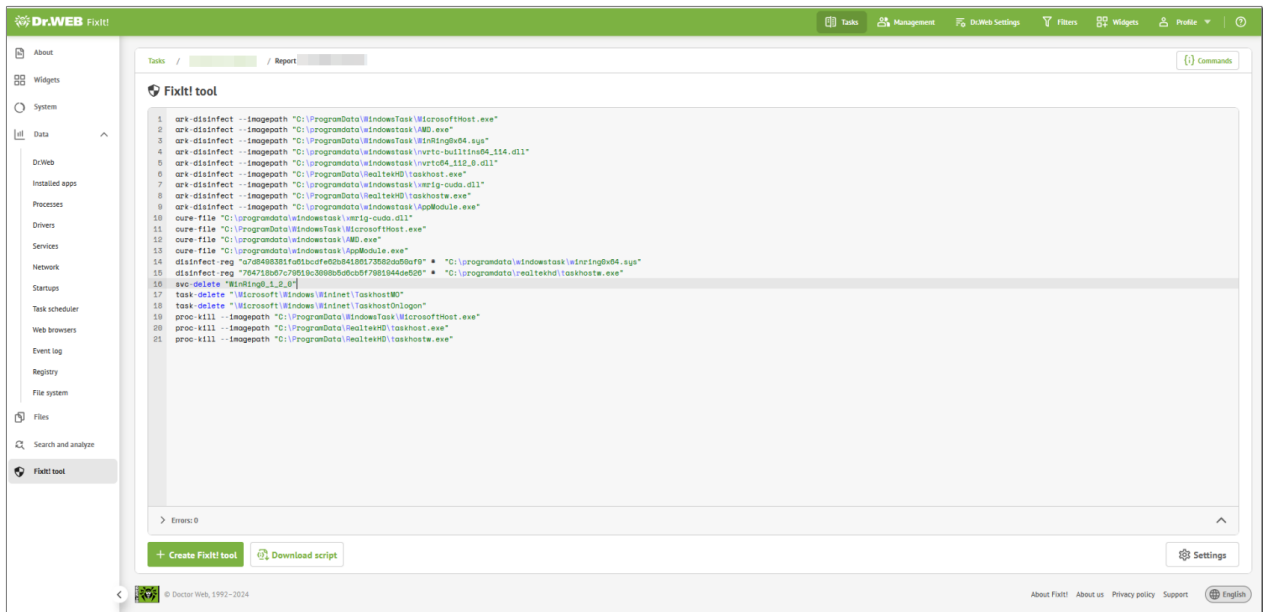 Dr.WEB FixIt!
Tasks
Management
Dr.Web Settings
Filters
Widgets
Profile
About
Widgets
System
Data
Dr.Web
Installed apps
Processes
Drivers
Services
Network
Startups
Task scheduler
Web browsers
Event log
Registry
File system
Files
Search and analyze
FixIt! tool
Tasks / / Report
{↓} Commands
FixIt! tool
1 ark-disinfect --imagepath "C:\ProgramData\WindowsTask\MicrosoftHost.exe"
2 ark-disinfect --imagepath "C:\programdata\windowstask\AMD.exe"
3 ark-disinfect --imagepath "C:\ProgramData\WindowsTask\WinRing0x64.sys"
4 ark-disinfect --imagepath "C:\programdata\windowstask\nvrtc-builtins64_114.dll"
5 ark-disinfect --imagepath "C:\programdata\windowstask\nvrtc64_112_0.dll"
6 ark-disinfect --imagepath "C:\ProgramData\RealtekHD\taskhost.exe"
7 ark-disinfect --imagepath "C:\programdata\windowstask\xmrig-cuda.dll"
8 ark-disinfect --imagepath "C:\ProgramData\RealtekHD\taskhostw.exe"
9 ark-disinfect --imagepath "C:\programdata\windowstask\AppModule.exe"
10 cure-file "C:\programdata\windowstask\xmrig-cuda.dll"
11 cure-file "C:\ProgramData\WindowsTask\MicrosoftHost.exe"
12 cure-file "C:\programdata\windowstask\AMD.exe"
13 cure-file "C:\programdata\windowstask\AppModule.exe"
14 disinfect-reg * "C:\programdata\windowstask\winring0x64.sys"
15 disinfect-reg * "C:\programdata\realtekhd\taskhostw.exe"
16 svc-delete "WinRing0_1_2_0"
17 task-delete "\Microsoft\Windows\Wininet\TaskhostMO"
18 task-delete "\Microsoft\Windows\Wininet\TaskhostOnlogon"
19 proc-kill --imagepath "C:\ProgramData\WindowsTask\MicrosoftHost.exe"
20 proc-kill --imagepath "C:\ProgramData\RealtekHD\taskhost.exe"
21 proc-kill --imagepath "C:\ProgramData\RealtekHD\taskhostw.exe"
Errors: 0
+ Create FixIt! tool
Download script
Settings
© Doctor Web, 1992–2024
About FixIt! About us Privacy policy Support
English